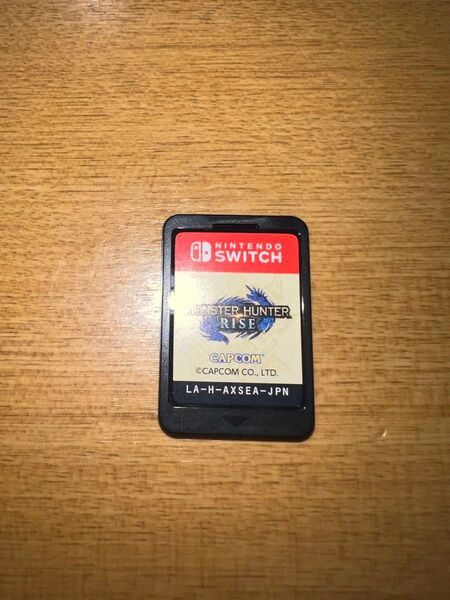 NINTENDO
SWITCH
MONSTER HUNTER
RISE
CAPCOM
©CAPCOM CO., LTD.
LA-H-AXSEA-JPN